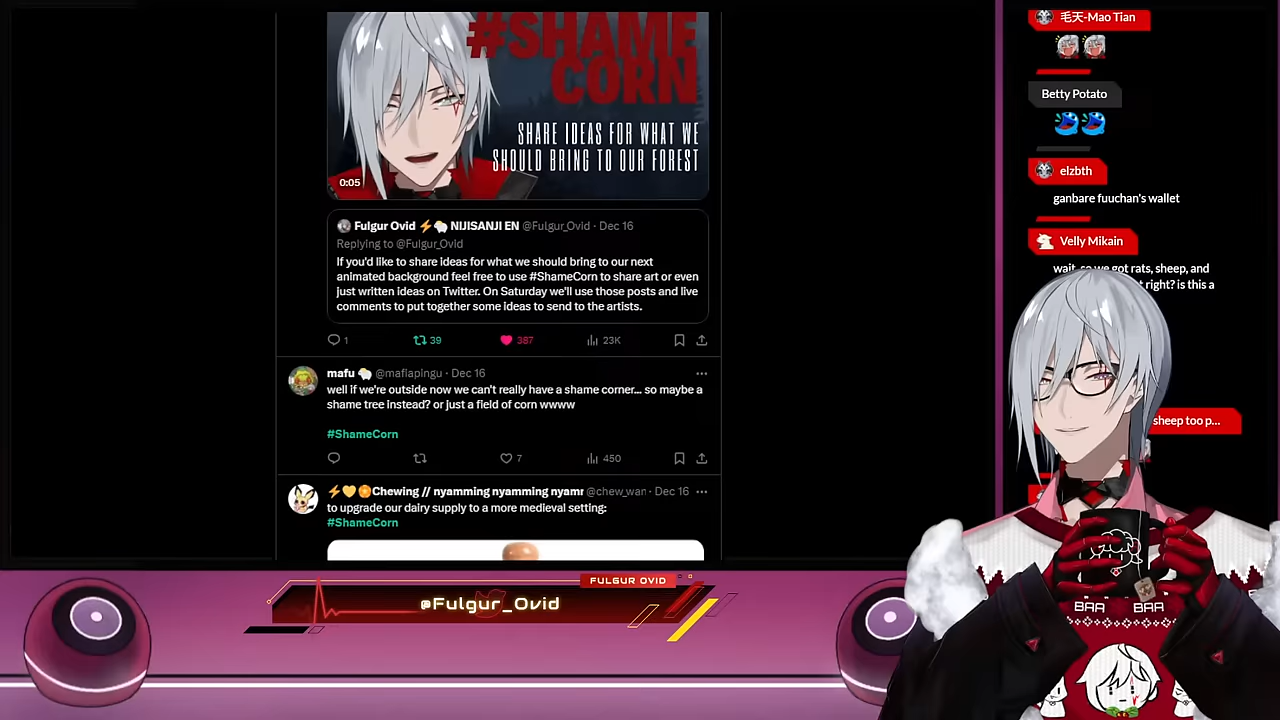 #SHAME
CORN
SHARE IDEAS FOR WHAT WE
SHOULD BRING TO OUR FOREST
0:05
Fulgur Ovid ⚡🐑 NIJISANJI EN @Fulgur_Ovid · Dec 16
Replying to @Fulgur_Ovid
If you'd like to share ideas for what we should bring to our next
animated background feel free to use #ShameCorn to share art or even
just written ideas on Twitter. On Saturday we'll use those posts and live
comments to put together some ideas to send to the artists.
1 39 387 23K
mafu 🐑 @mafiapingu · Dec 16
well if we're outside now we can't really have a shame corner... so maybe a
shame tree instead? or just a field of corn wwww
#ShameCorn
7 450
⚡💛🟠Chewing // nyamming nyamming nyamr @chew_wan · Dec 16
to upgrade our dairy supply to a more medieval setting:
#ShameCorn
FULGUR OVID
@Fulgur_Ovid
毛天-Mao Tian
Betty Potato
elzbth
ganbare fuuchan's wallet
Velly Mikain
wait, so we got rats, sheep, and
right? is this a
sheep too p...
BAA BAA